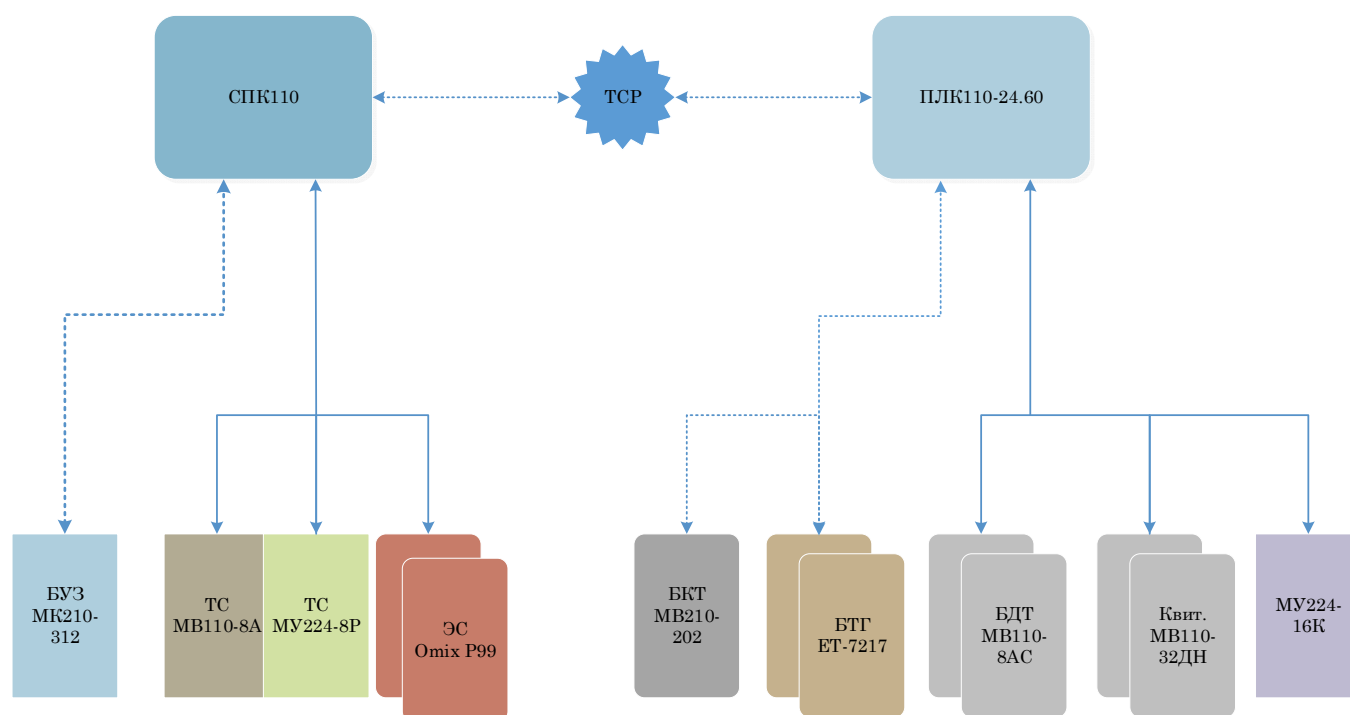 СПК110
TCP
ПЛК110-24.60
БУЗ
МК210-
312
ТС
МВ110-8А
ТС
МУ224-8Р
ЭС
Omix P99
БКТ
МВ210-
202
БТГ
ET-7217
БДТ
МВ110-
8АС
Квит.
МВ110-
32ДН
МУ224-
16К